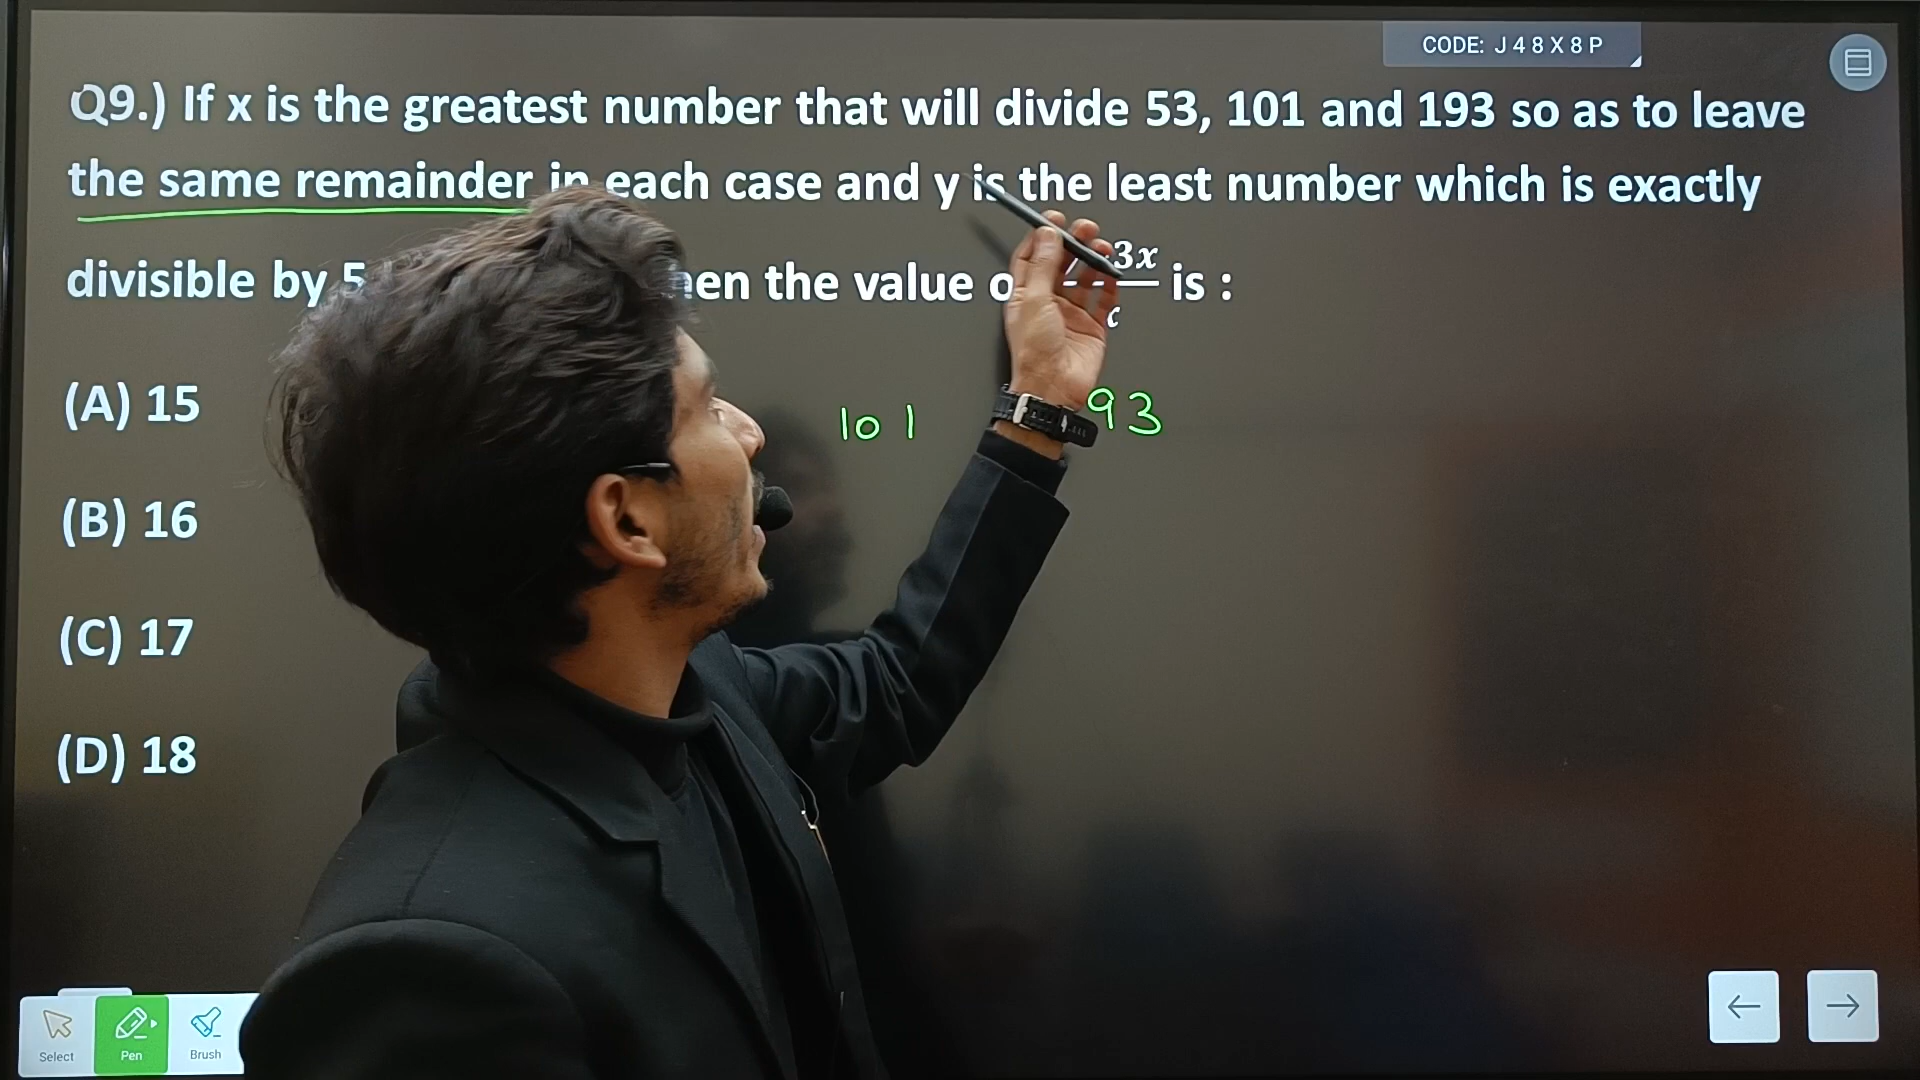 CODE: J 4 8 X 8 P
Q9.) If x is the greatest number that will divide 53, 101 and 193 so as to leave
the same remainder in each case and y is the least number which is exactly
divisible by 5 the value 3x is :
(A) 15
101 93
(B) 16
(C) 17
(D) 18
Select Pen Brush